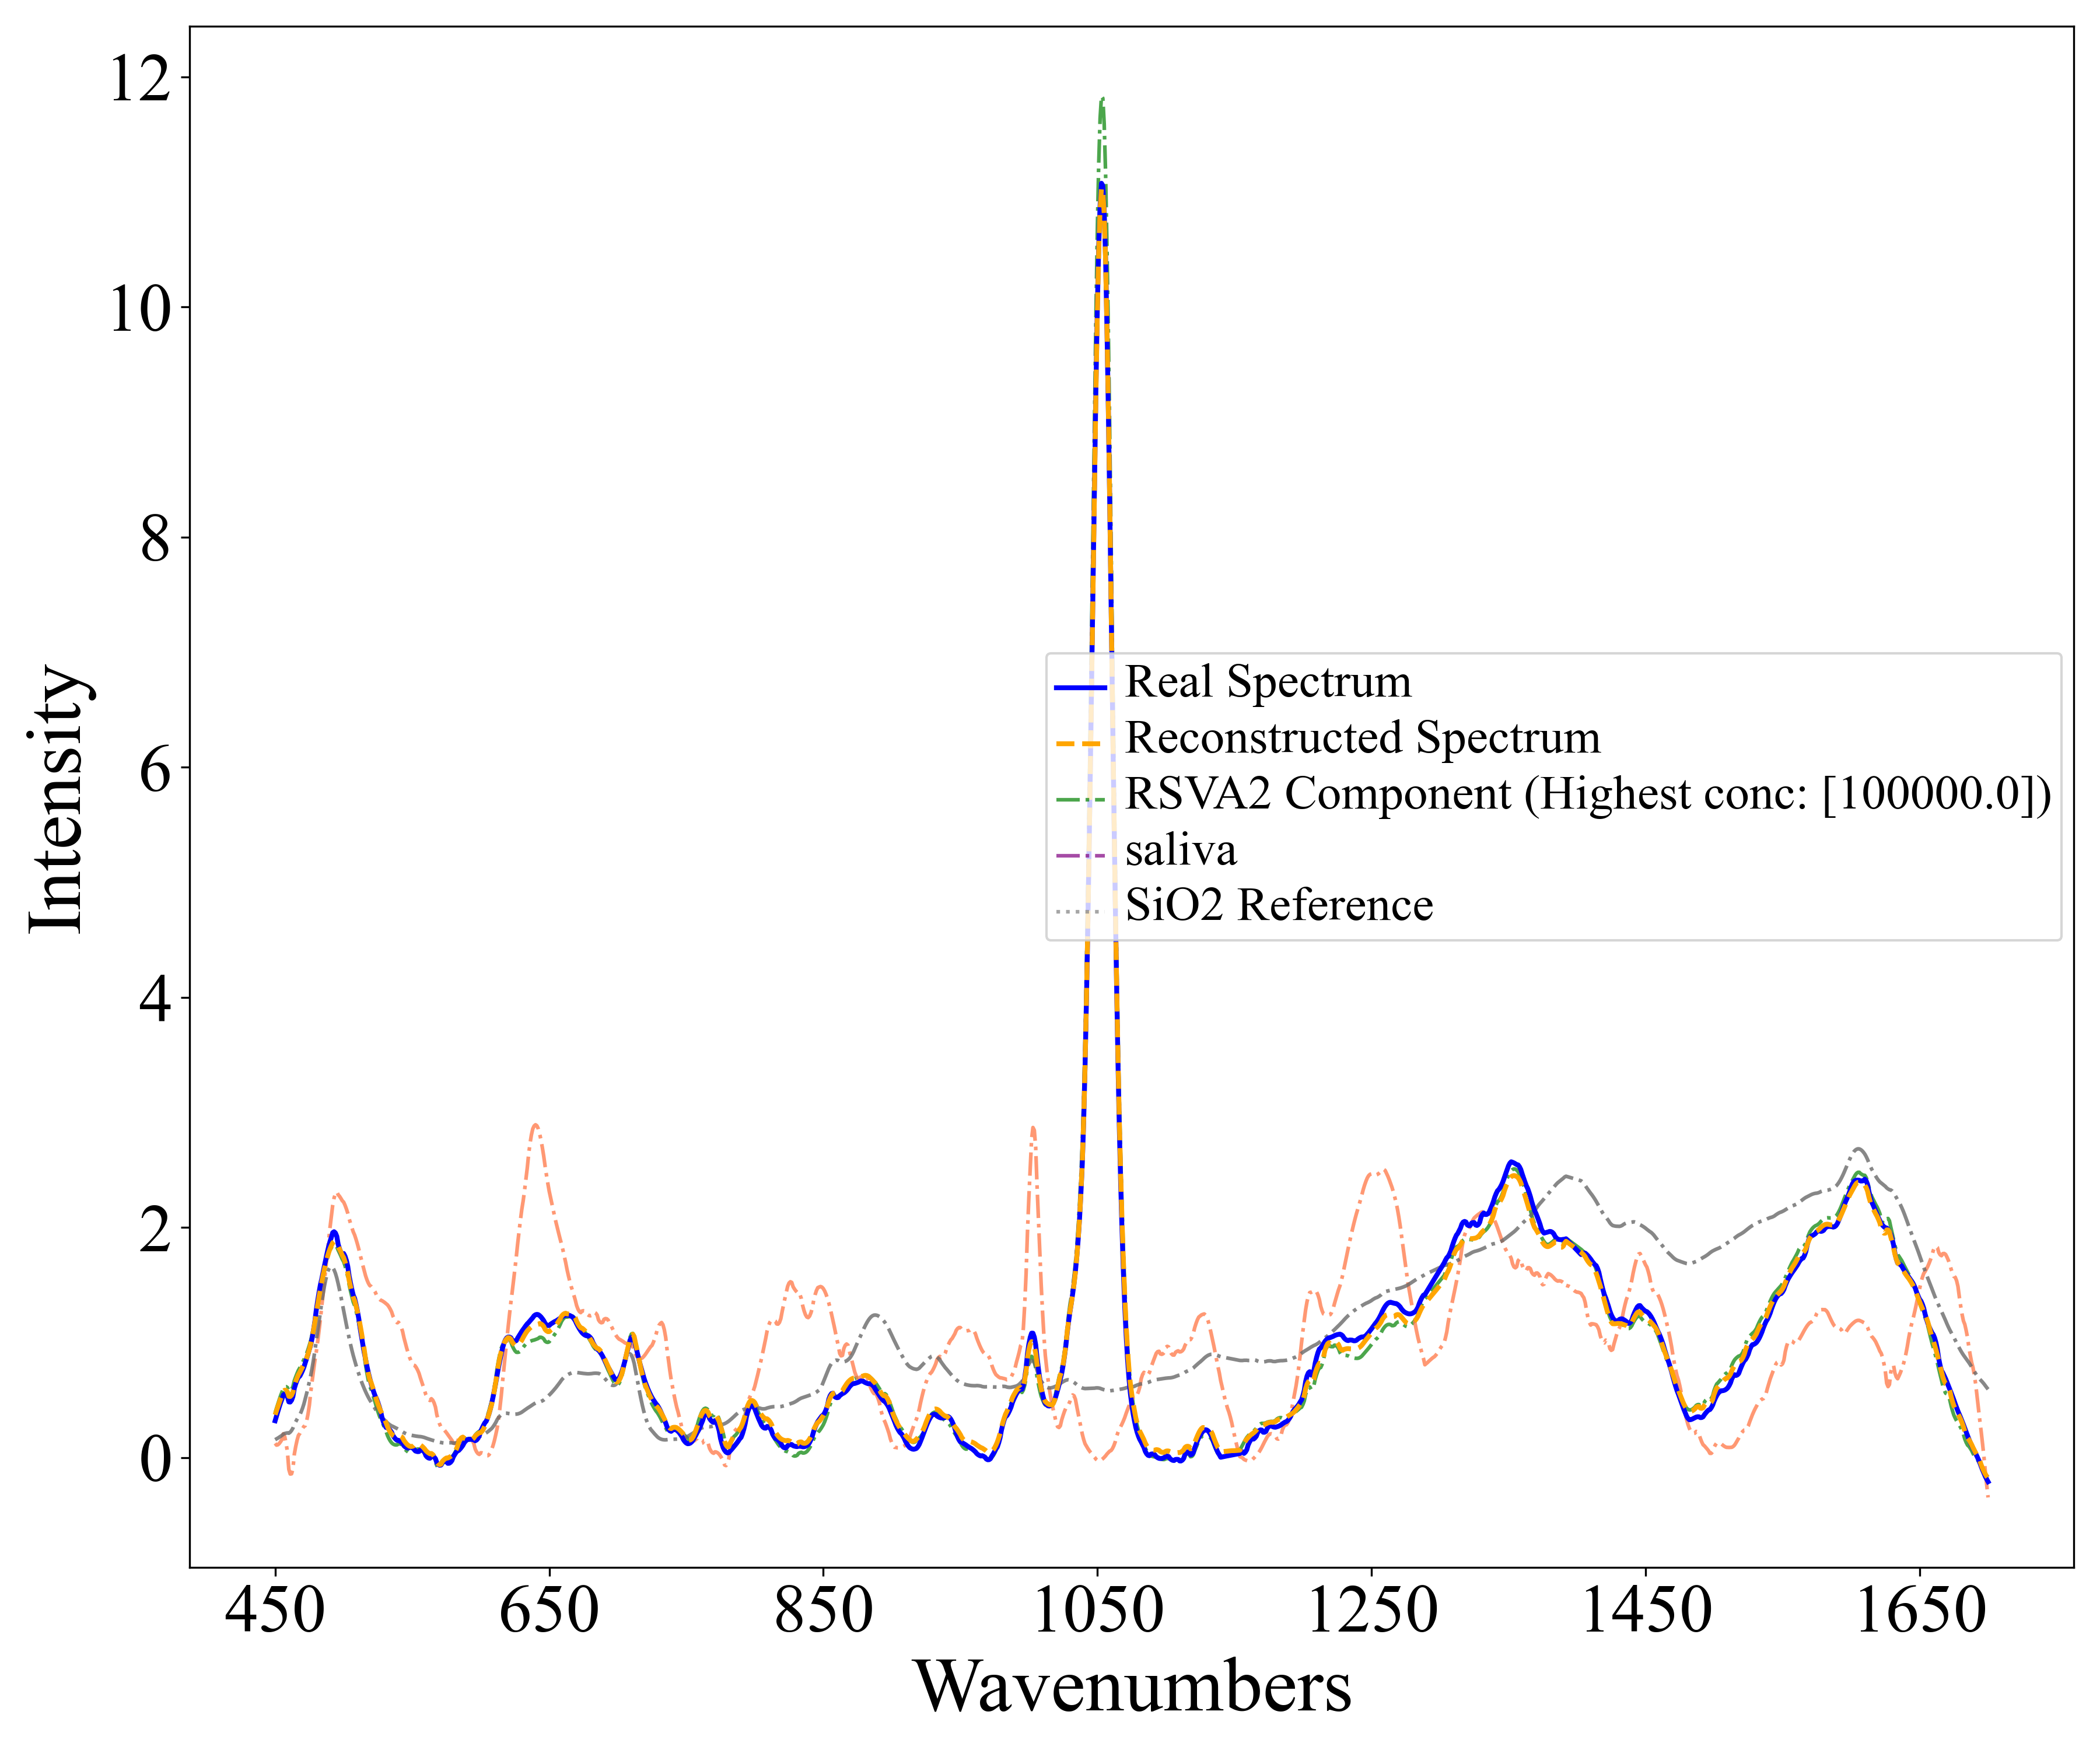 12
10
8
6
4
2
0
Intensity
Real Spectrum
Reconstructed Spectrum
RSVA2 Component (Highest conc: [100000.0])
saliva
SiO2 Reference
450 650 850 1050 1250 1450 1650
Wavenumbers